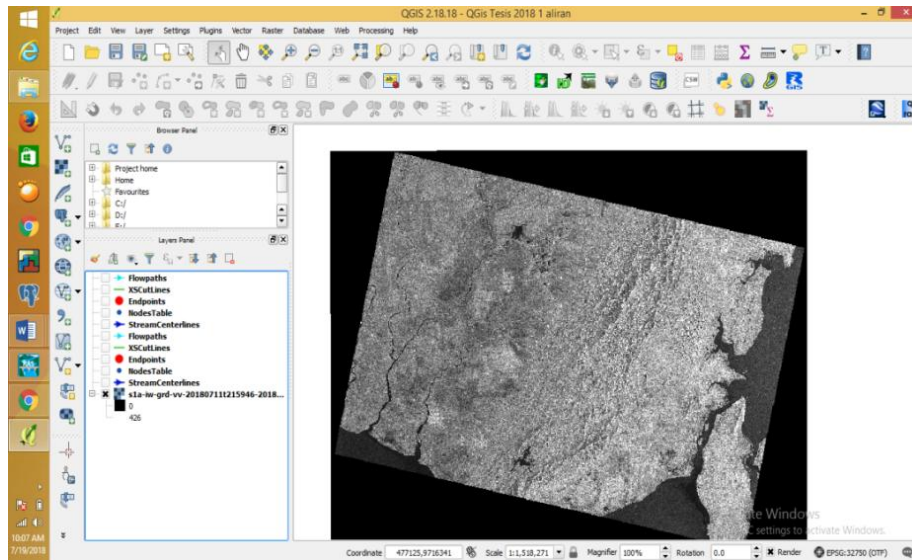 QGIS 2.18.18 - QGis Tesis 2018 1 aliran
Project Edit View Layer Settings Plugins Vector Raster Database Web Processing Help
Browser Panel
Project home
Home
Favourites
C:/
D:/
E:/
Layers Panel
Flowpaths
XSCutLines
Endpoints
NodesTable
StreamCenterlines
Flowpaths
XSCutLines
Endpoints
NodesTable
StreamCenterlines
s1a-iw-grd-vv-20180711t215946-2018...
0
426
te Windows
C settings to activate Windows.
10:07 AM
7/19/2018
Coordinate 477125,9716341 Scale 1:1,518,271 Magnifier 100% Rotation 0.0 Render EPSG:32750 (OTF)